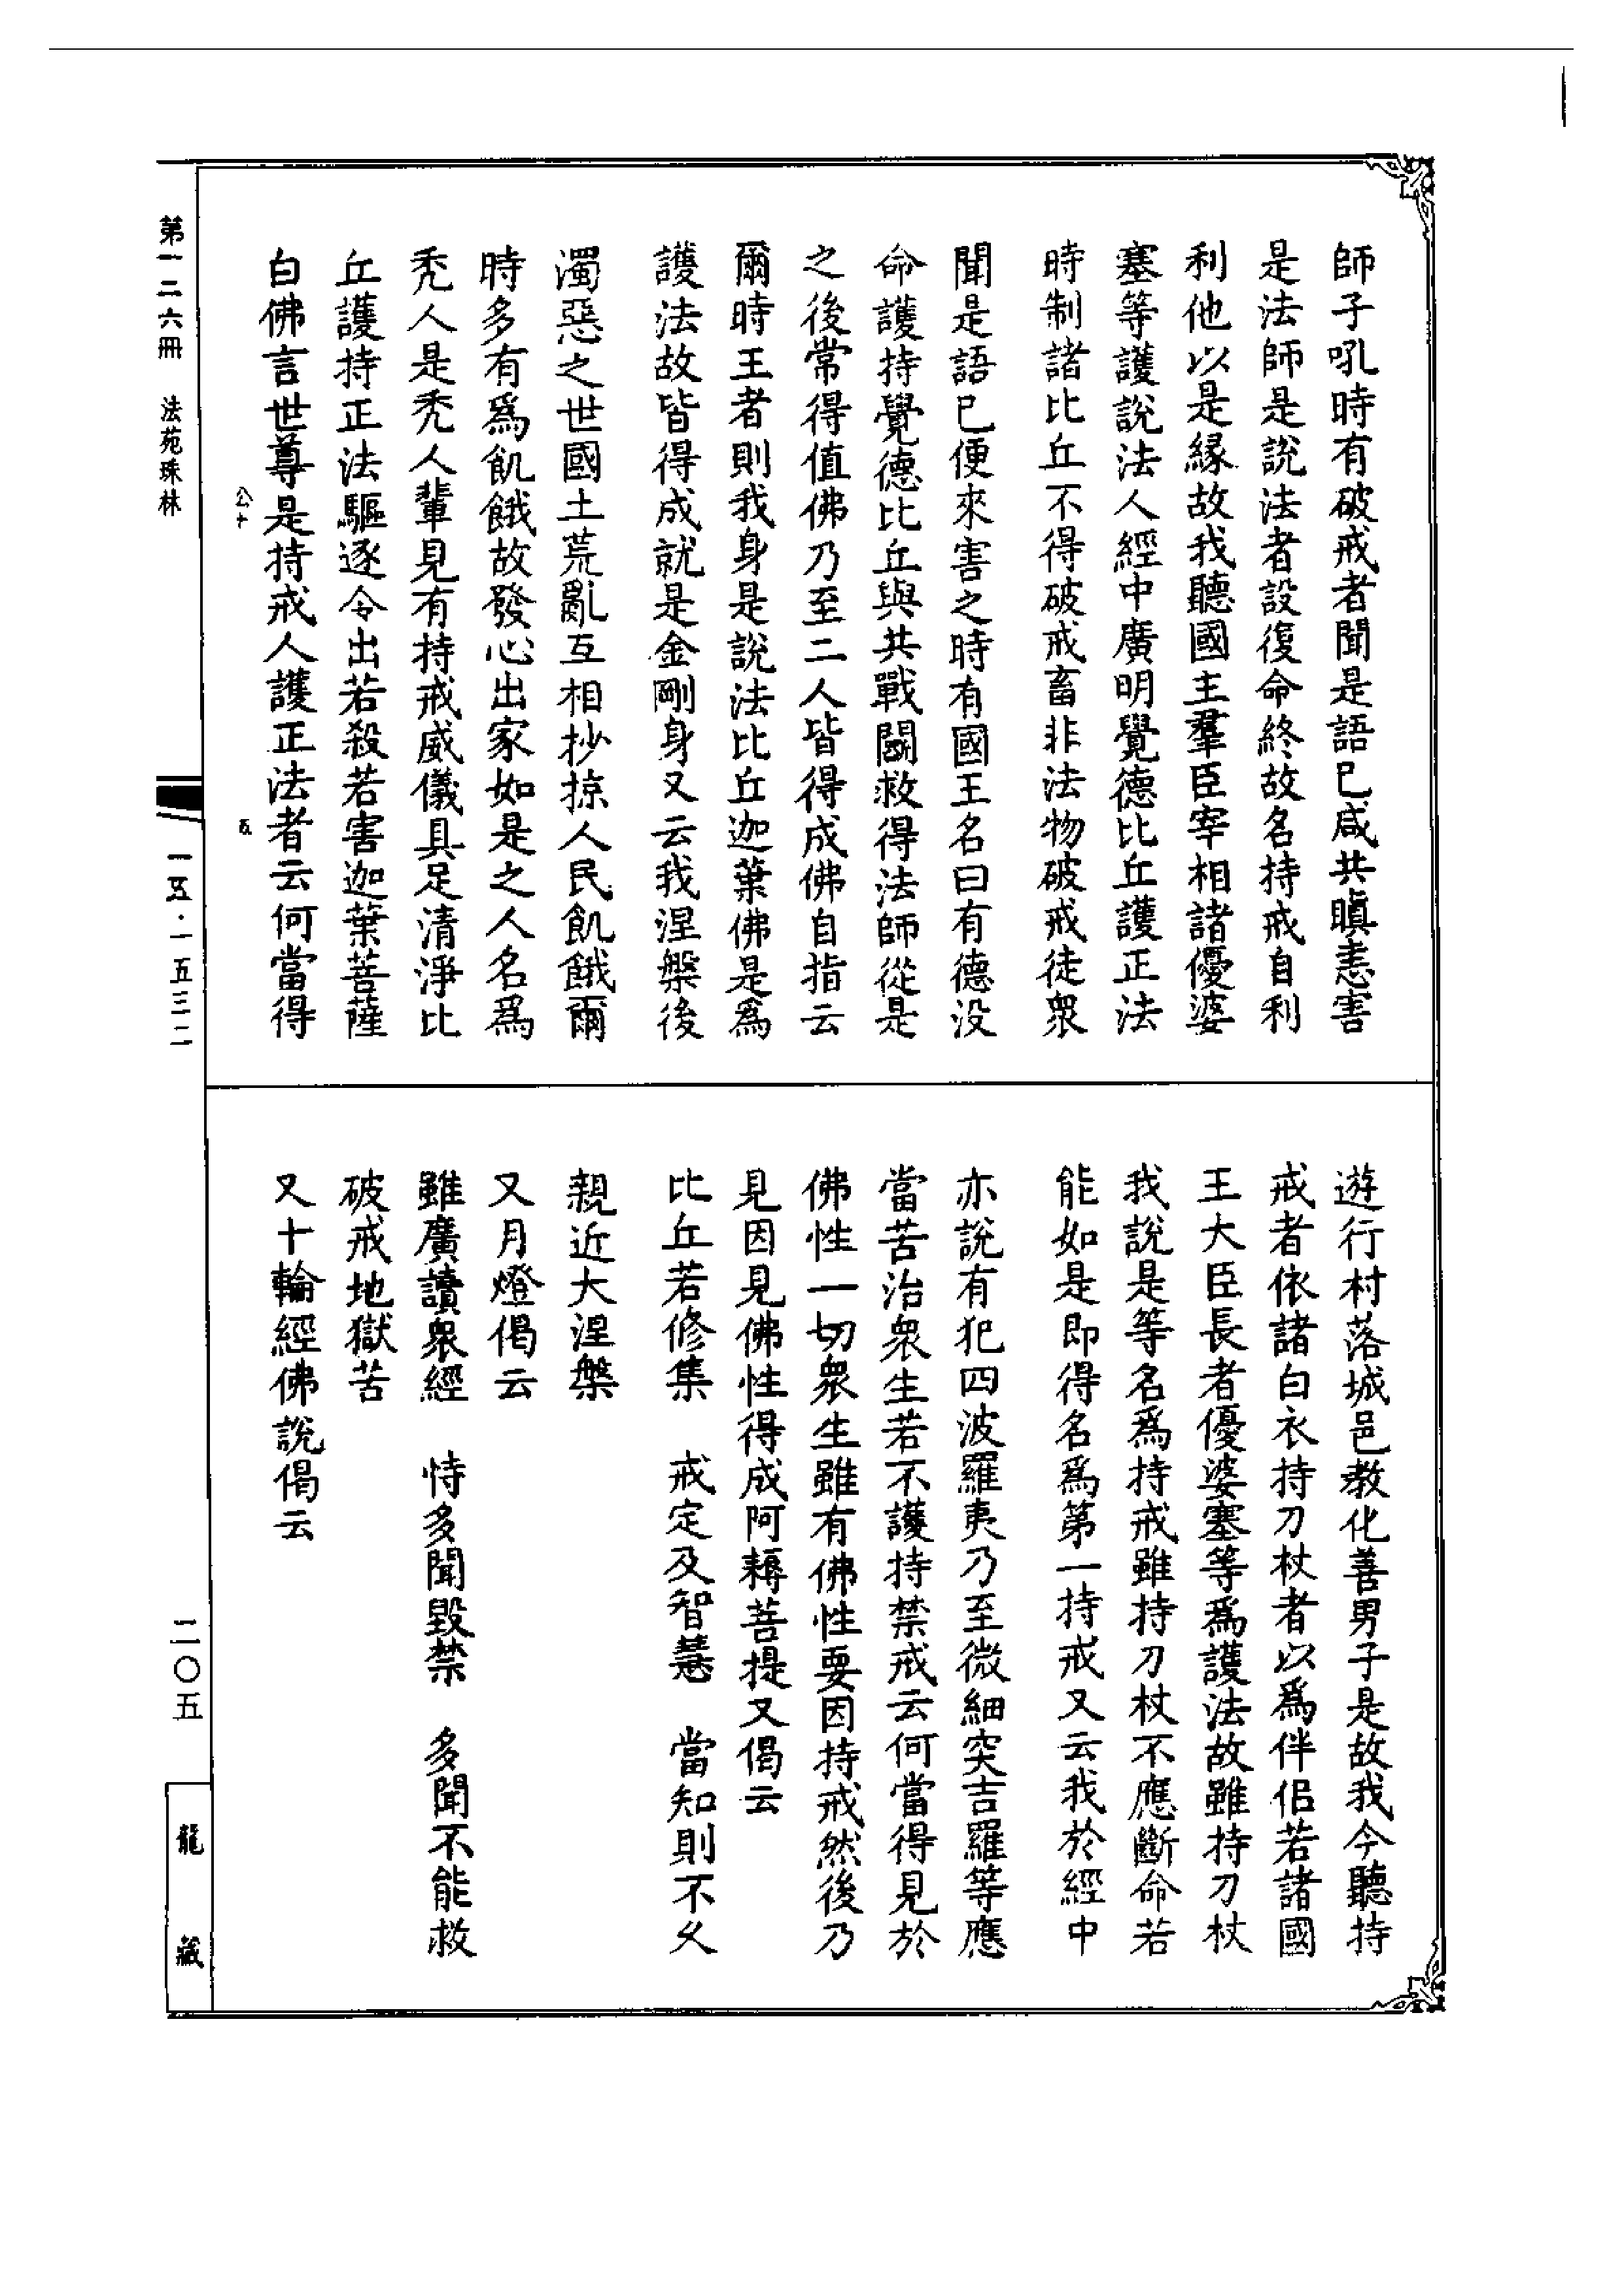 師子吼時有破戒者聞是語已咸共瞋恚害
是法師是說法者設復命終故名持戒自利
利他以是緣故我聽國主羣臣宰相諸優婆
塞等護說法人經中廣明覺德比丘護正法
時制諸比丘不得破戒畜非法物破戒徒衆
聞是語已便來害之時有國王名曰有德没
命護持覺德比丘與共戰鬬救得法師從是
之後常得值佛乃至二人皆得成佛自指云
爾時王者則我身是說法比丘迦葉佛是爲
護法故皆得成就是金剛身又云我涅槃後
濁惡之世國土荒亂互相抄掠人民飢餓爾
時多有爲飢餓故發心出家如是之人名爲
秃人是秃人輩見有持戒威儀具足清淨比
丘護持正法驅逐令出若殺若害迦葉菩薩
白佛言世尊是持戒人護正法者云何當得
公十 五
遊行村落城邑教化善男子是故我今聽持
戒者依諸白衣持刀杖者以爲伴侶若諸國
王大臣長者優婆塞等爲護法故雖持刀杖
我說是等名爲持戒雖持刀杖不應斷命若
能如是即得名爲第一持戒又云我於經中
亦說有犯四波羅夷乃至微細突吉羅等應
當苦治衆生若不護持禁戒云何當得見於
佛性一切衆生雖有佛性要因持戒然後乃
見因見佛性得成阿耨菩提又偈云
比丘若修集 戒定及智慧 當知則不久
親近大涅槃
又月燈偈云
雖廣讀衆經 恃多聞毀禁 多聞不能救
破戒地獄苦
又十輪經佛說偈云
第一二六冊 法苑珠林
一五·一五三二
二〇五
龍藏